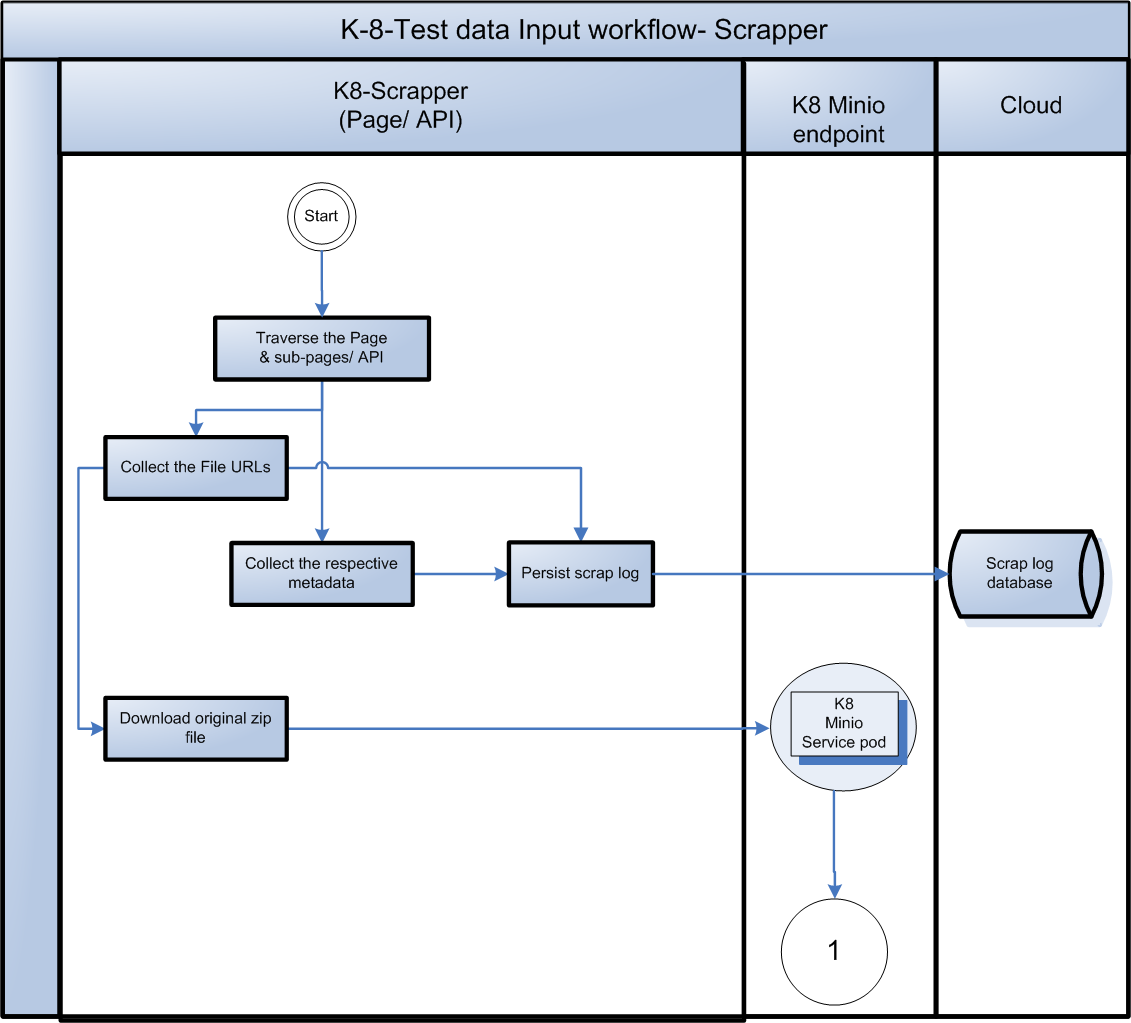 K-8-Test data Input workflow- Scrapper
K8-Scrapper
(Page/ API)
K8 Minio
endpoint
Cloud
Start
Traverse the Page
& sub-pages/ API
Collect the File URLs
Collect the respective
metadata
Persist scrap log
Scrap log
database
Download original zip
file
K8
Minio
Service pod
1